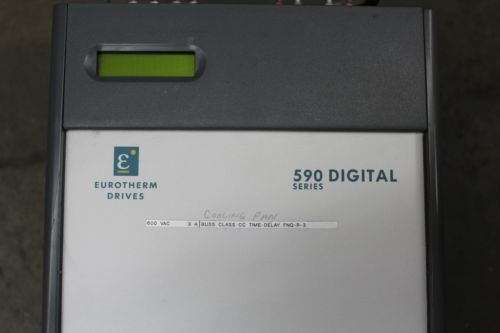 ε
EUROTHERM
DRIVES
590 DIGITAL
SERIES
COOLING FAN
600 VAC 3 A BUSS CLASS CC TIME-DELAY FNQ-R-3